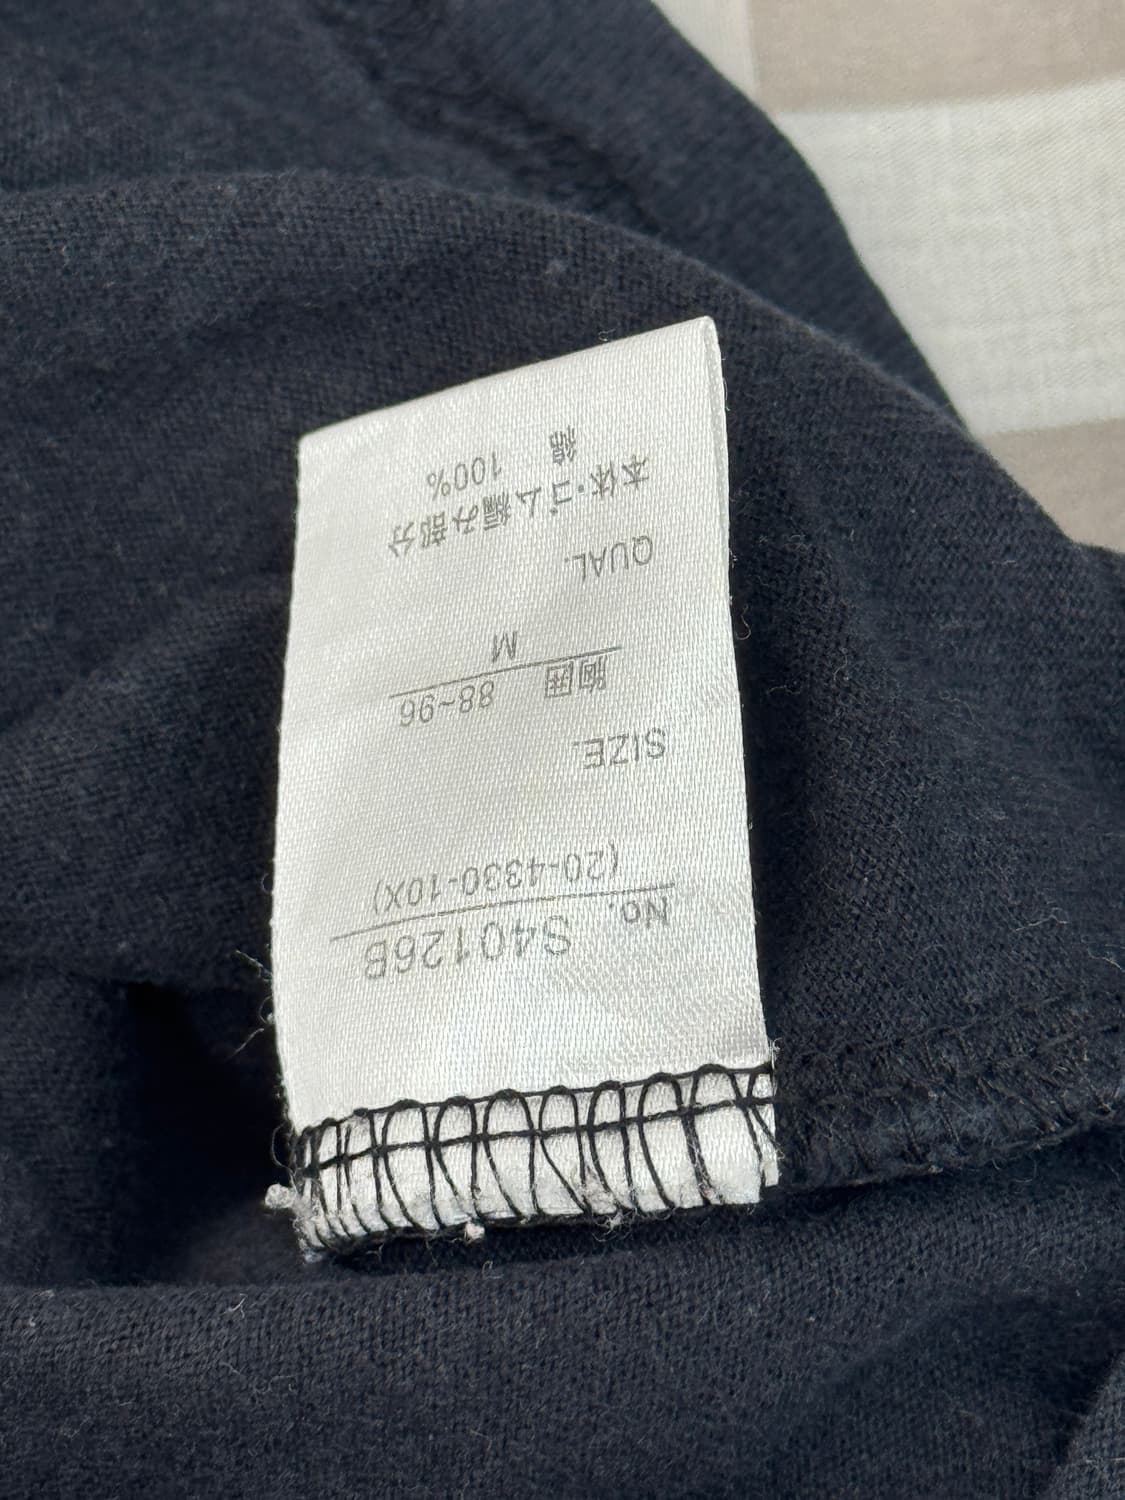 No. S40126B
(20-4330-10X)
SIZE.
胸囲 88~96
M
QUAL.
本体・ゴム編み部分
綿 100%